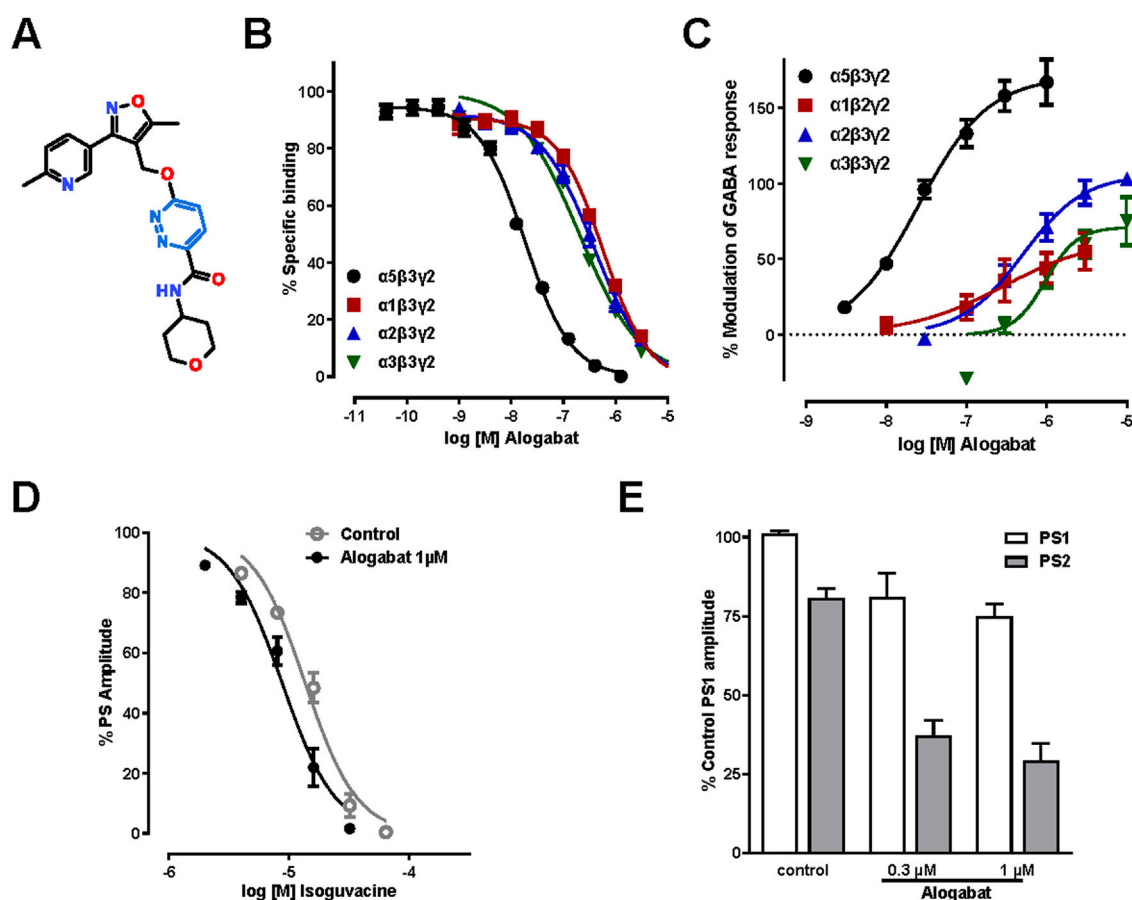 A
N
O
N
O
N
N
O
HN
O
B
% Specific binding
100
80
60
40
20
0
α5β3γ2
α1β3γ2
α2β3γ2
α3β3γ2
-11 -10 -9 -8 -7 -6 -5
log [M] Alogabat
C
% Modulation of GABA response
150
100
50
0
α5β3γ2
α1β2γ2
α2β3γ2
α3β3γ2
-9 -8 -7 -6 -5
log [M] Alogabat
D
% PS Amplitude
100
80
60
40
20
0
Control
Alogabat 1µM
-6 -5 -4
log [M] Isoguvacine
E
% Control PS1 amplitude
100
75
50
25
0
PS1
PS2
control 0.3 µM 1 µM
Alogabat